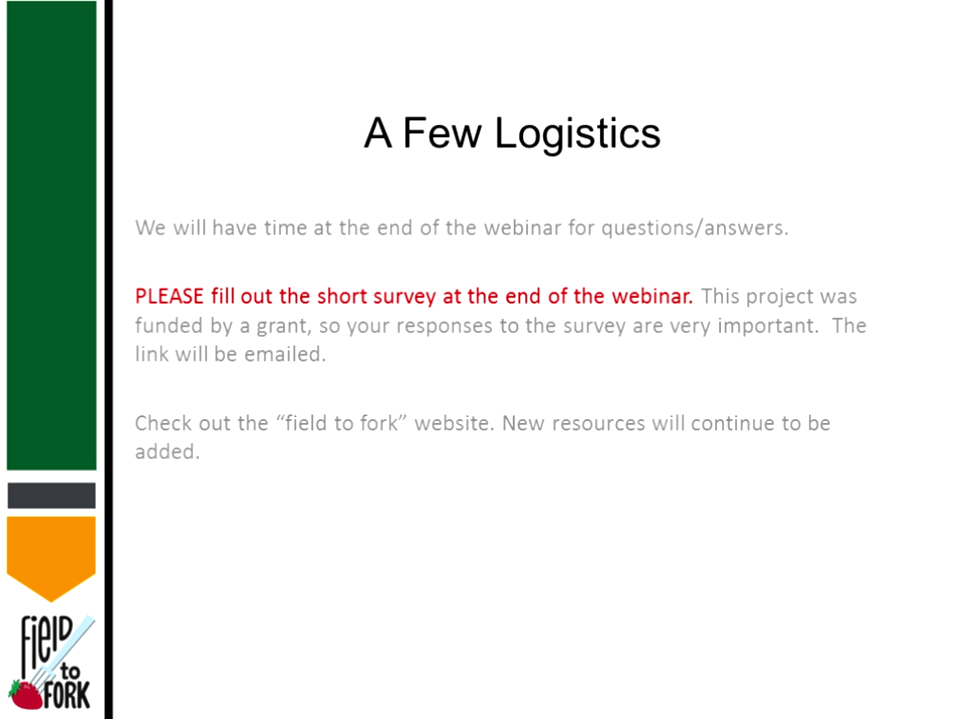 A Few Logistics
We will have time at the end of the webinar for questions/answers.
PLEASE fill out the short survey at the end of the webinar. This project was
funded by a grant, so your responses to the survey are very important.  The
link will be emailed.
Check out the “field to fork” website. New resources will continue to be
added.
FiELD
to
FORK